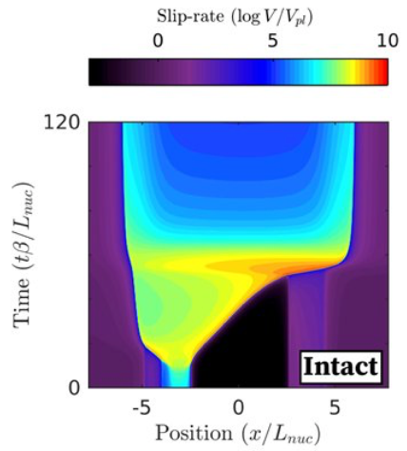 Slip-rate (log V/V_pl)
0 5 10
120
Time (tβ/L_nuc)
Intact
0
-5 0 5
Position (x/L_nuc)